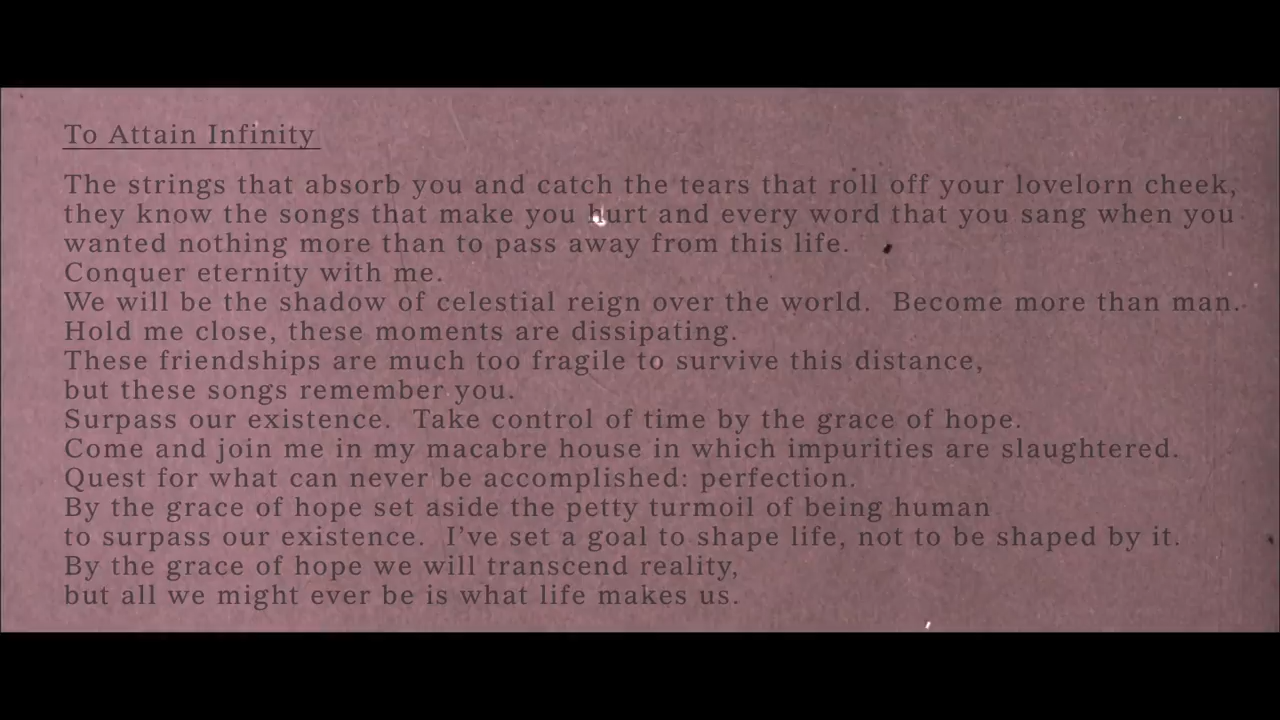 To Attain Infinity
The strings that absorb you and catch the tears that roll off your lovelorn cheek,
they know the songs that make you hurt and every word that you sang when you
wanted nothing more than to pass away from this life.
Conquer eternity with me.
We will be the shadow of celestial reign over the world.  Become more than man.
Hold me close, these moments are dissipating.
These friendships are much too fragile to survive this distance,
but these songs remember you.
Surpass our existence.  Take control of time by the grace of hope.
Come and join me in my macabre house in which impurities are slaughtered.
Quest for what can never be accomplished: perfection.
By the grace of hope set aside the petty turmoil of being human
to surpass our existence.  I’ve set a goal to shape life, not to be shaped by it.
By the grace of hope we will transcend reality,
but all we might ever be is what life makes us.